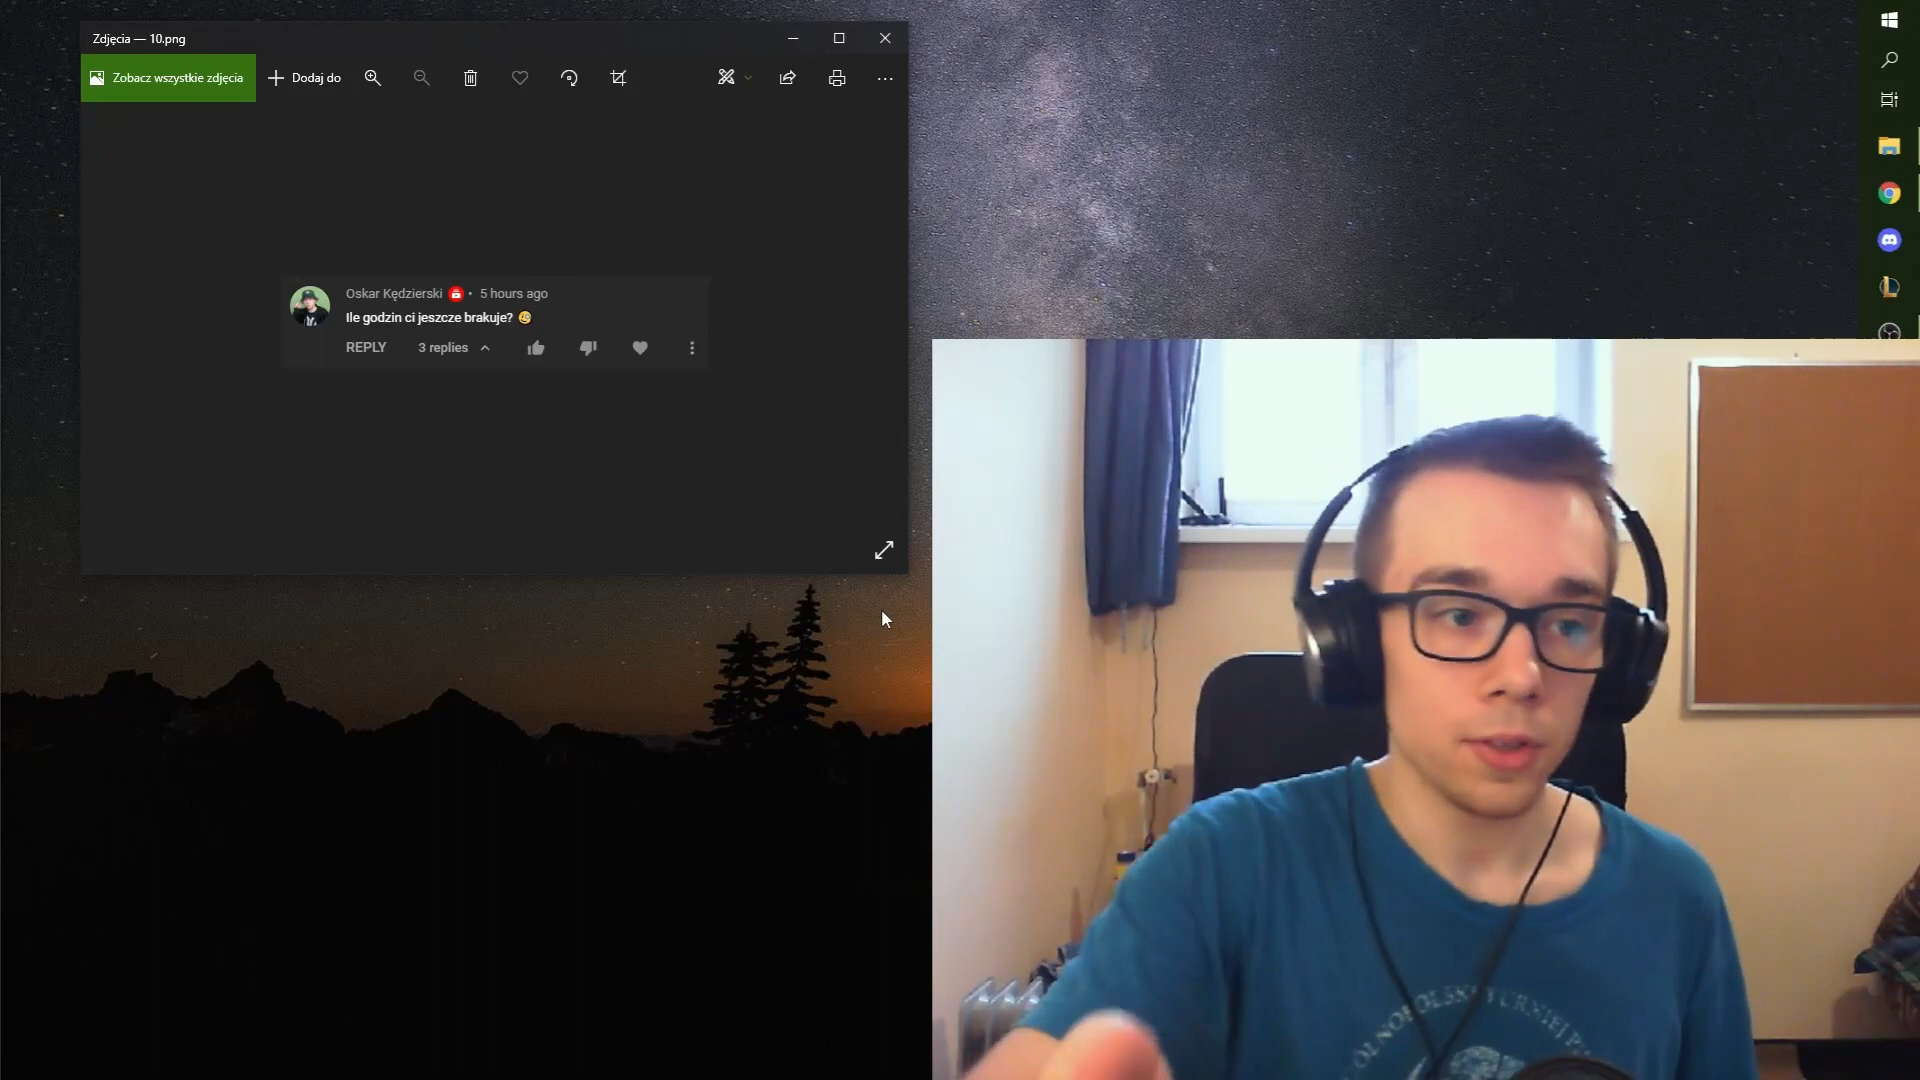 Zdjęcia — 10.png
Zobacz wszystkie zdjęcia
Dodaj do
Oskar Kędzierski • 5 hours ago
Ile godzin ci jeszcze brakuje?
REPLY 3 replies